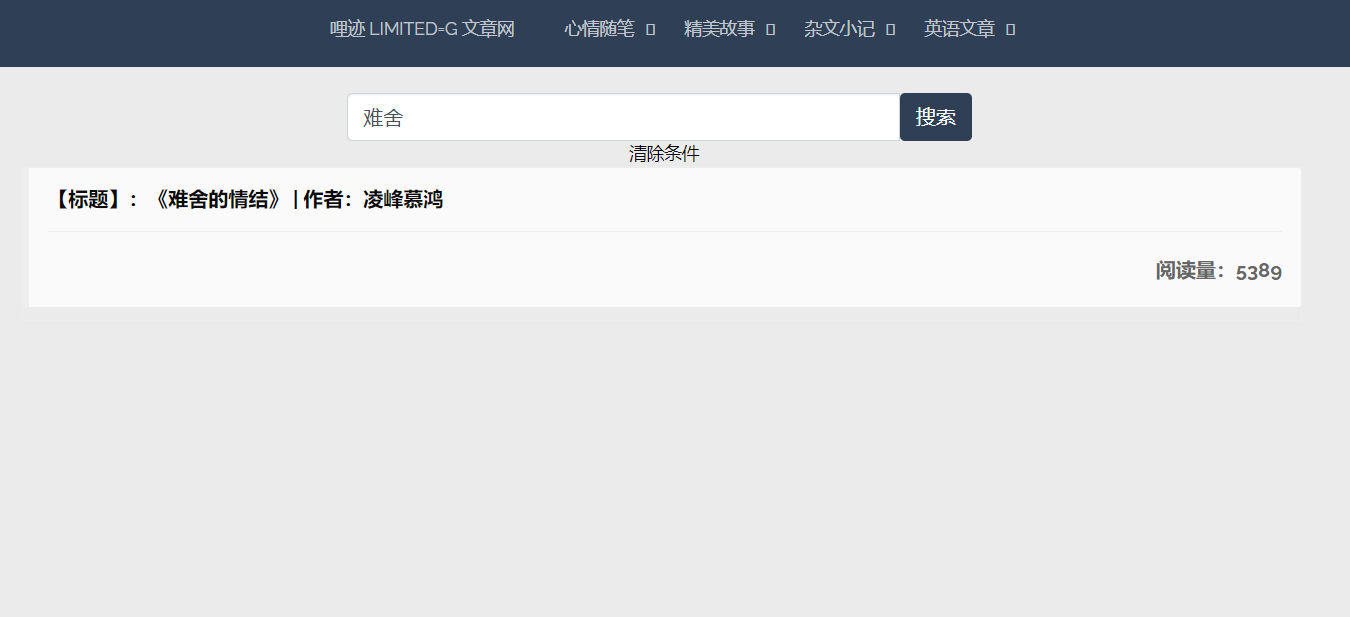 哩迹 LIMITED=G 文章网 心情随笔 精美故事 杂文小记 英语文章
难舍 搜索
清除条件
【标题】：《难舍的情结》 | 作者：凌峰慕鸿
阅读量：5389